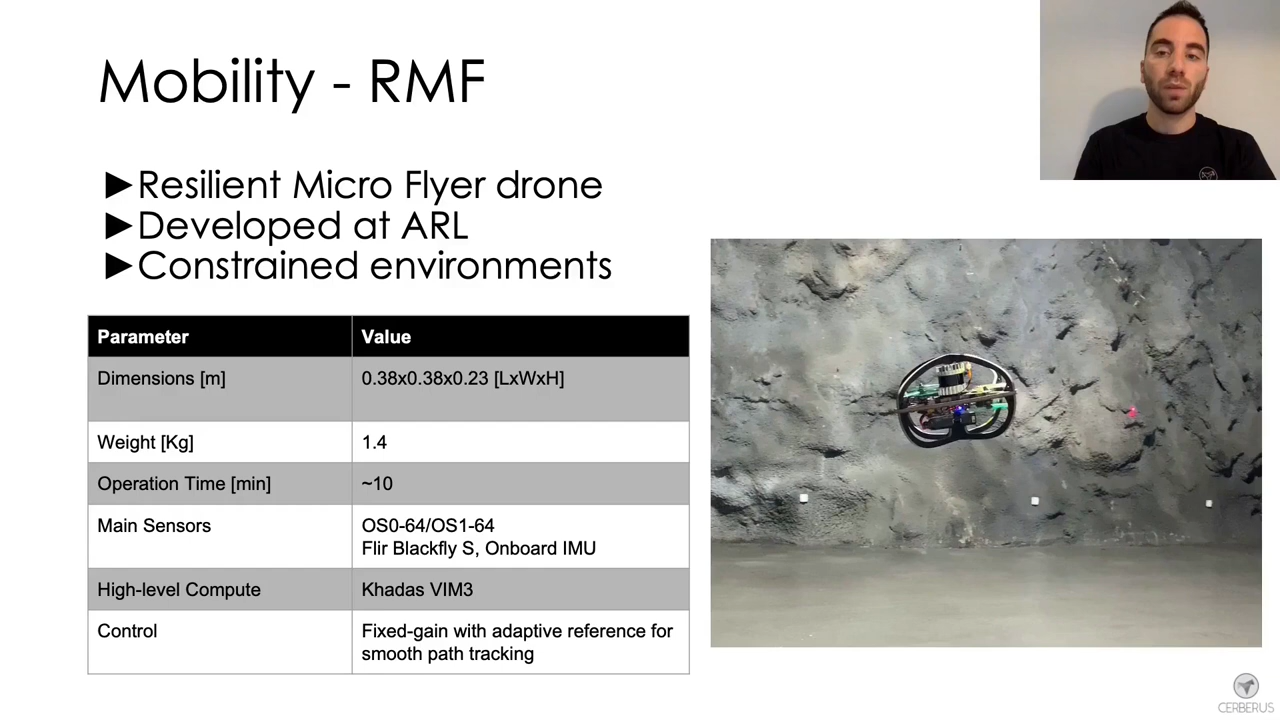 Mobility - RMF
►Resilient Micro Flyer drone
►Developed at ARL
►Constrained environments
Parameter Value
Dimensions [m] 0.38x0.38x0.23 [LxWxH]
Weight [Kg] 1.4
Operation Time [min] ~10
Main Sensors OS0-64/OS1-64
Flir Blackfly S, Onboard IMU
High-level Compute Khadas VIM3
Control Fixed-gain with adaptive reference for
smooth path tracking
CERBERUS